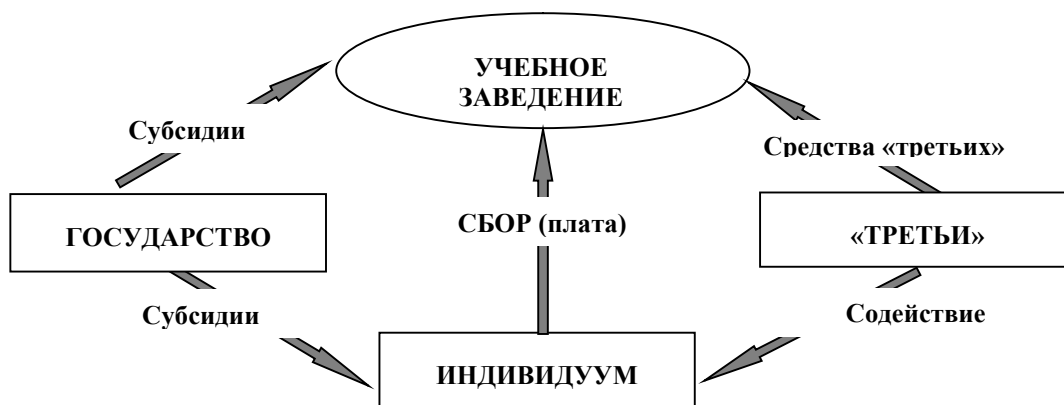 УЧЕБНОЕ
ЗАВЕДЕНИЕ
Субсидии
Средства «третьих»
ГОСУДАРСТВО
СБОР (плата)
«ТРЕТЬИ»
Субсидии
Содействие
ИНДИВИДУУМ